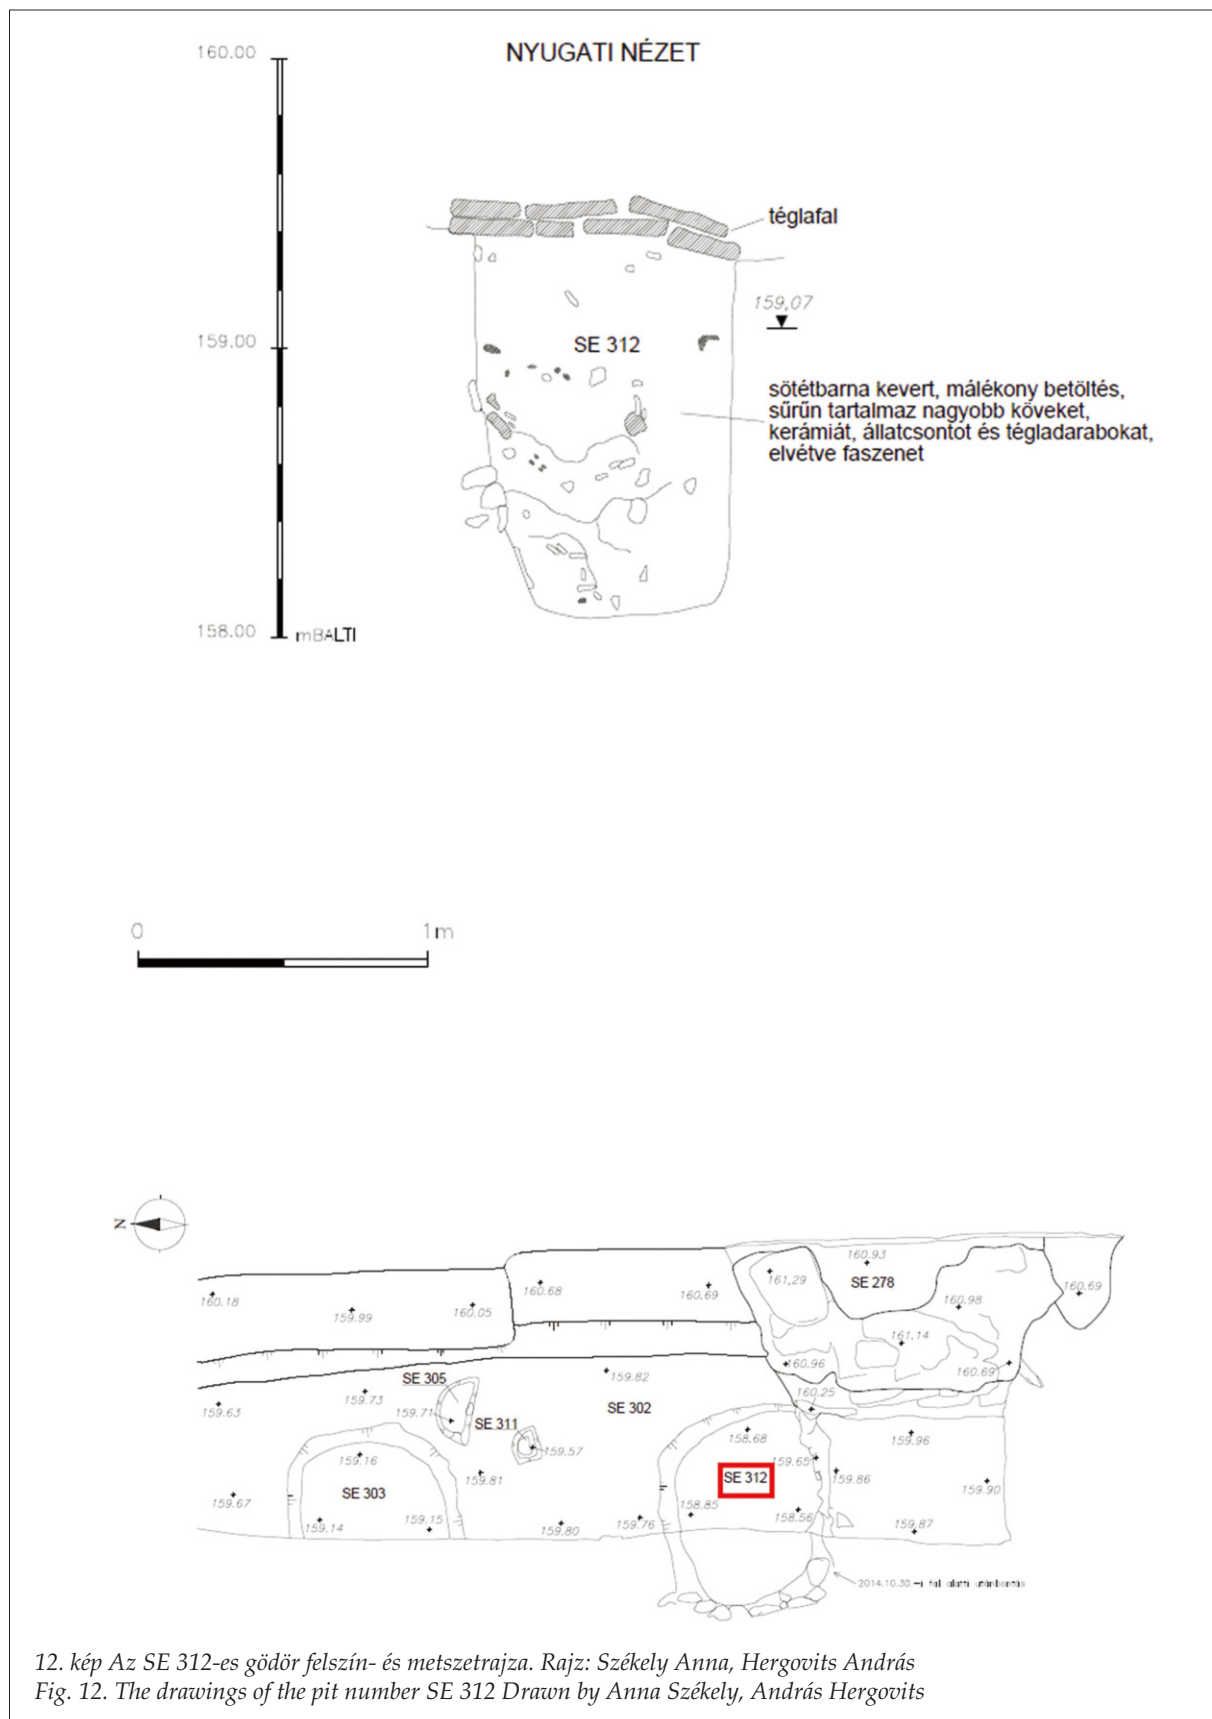 160.00
NYUGATI NÉZET
téglafal
159,07
159.00
SE 312
sötétbarna kevert, málékony betöltés,
sűrűn tartalmaz nagyobb köveket,
kerámiát, állatcsontot és tégladarabokat,
elvétve faszenet
158.00
mBALTI
0
1m
N
160.93
161,29
SE 278
160.18
159.99
160.05
160.68
160.69
160.98
160.69
161.14
160.96
160.69
SE 305
159.82
159.73
160.25
159.63
159.71
SE 311
SE 302
158.68
159.96
159.57
159.16
159.65
159.81
SE 312
159.86
159.90
SE 303
159.67
158.85
158.56
159.14
159.15
159.80
159.76
159,87
2014.10.30.-i fal alatti utánbontás
12. kép Az SE 312-es gödör felszín- és metszetrajza. Rajz: Székely Anna, Hergovits András
Fig. 12. The drawings of the pit number SE 312 Drawn by Anna Székely, András Hergovits